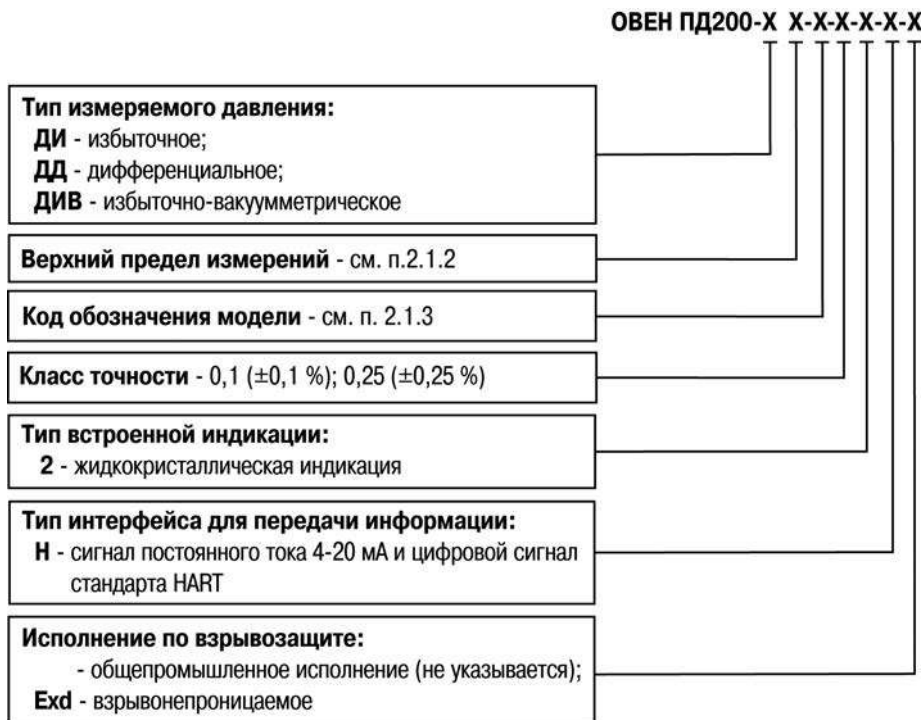 ОВЕН ПД200-Х Х-Х-Х-Х-Х-Х
Тип измеряемого давления:
ДИ - избыточное;
ДД - дифференциальное;
ДИВ - избыточно-вакуумметрическое
Верхний предел измерений - см. п.2.1.2
Код обозначения модели - см. п. 2.1.3
Класс точности - 0,1 (±0,1 %); 0,25 (±0,25 %)
Тип встроенной индикации:
2 - жидкокристаллическая индикация
Тип интерфейса для передачи информации:
Н - сигнал постоянного тока 4-20 мА и цифровой сигнал
стандарта HART
Исполнение по взрывозащите:
- общепромышленное исполнение (не указывается);
Exd - взрывонепроницаемое